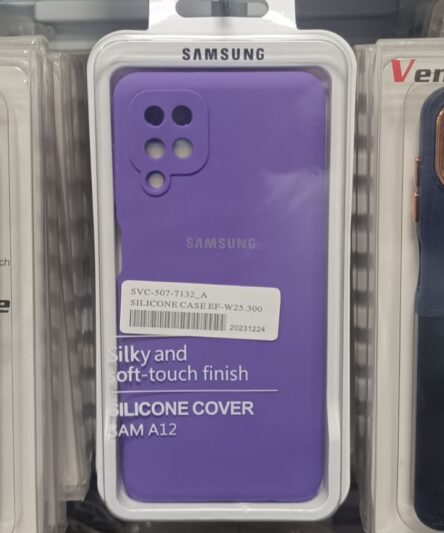 SAMSUNG
SAMSUNG
SVC-507-7132_A
SILICONE CASE EF-W25.300
20231224
Silky and
soft-touch finish
SILICONE COVER
SAM A12
Ven